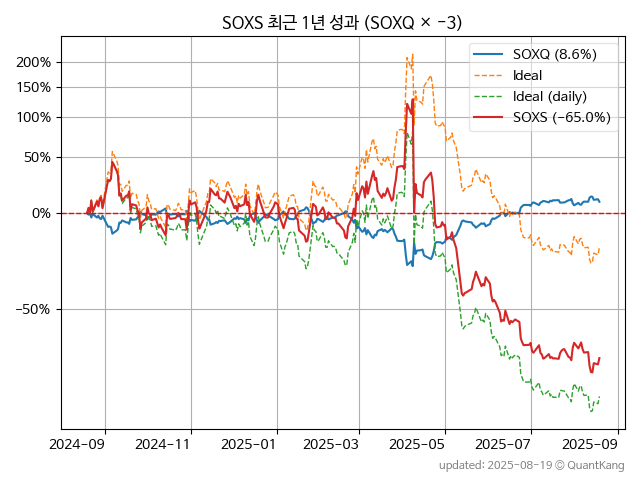 SOXS 최근 1년 성과 (SOXQ × −3)
SOXQ (8.6%)
Ideal
Ideal (daily)
SOXS (−65.0%)
200%
150%
100%
50%
0%
−50%
2024-09 2024-11 2025-01 2025-03 2025-05 2025-07 2025-09
updated: 2025-08-19 © QuantKang